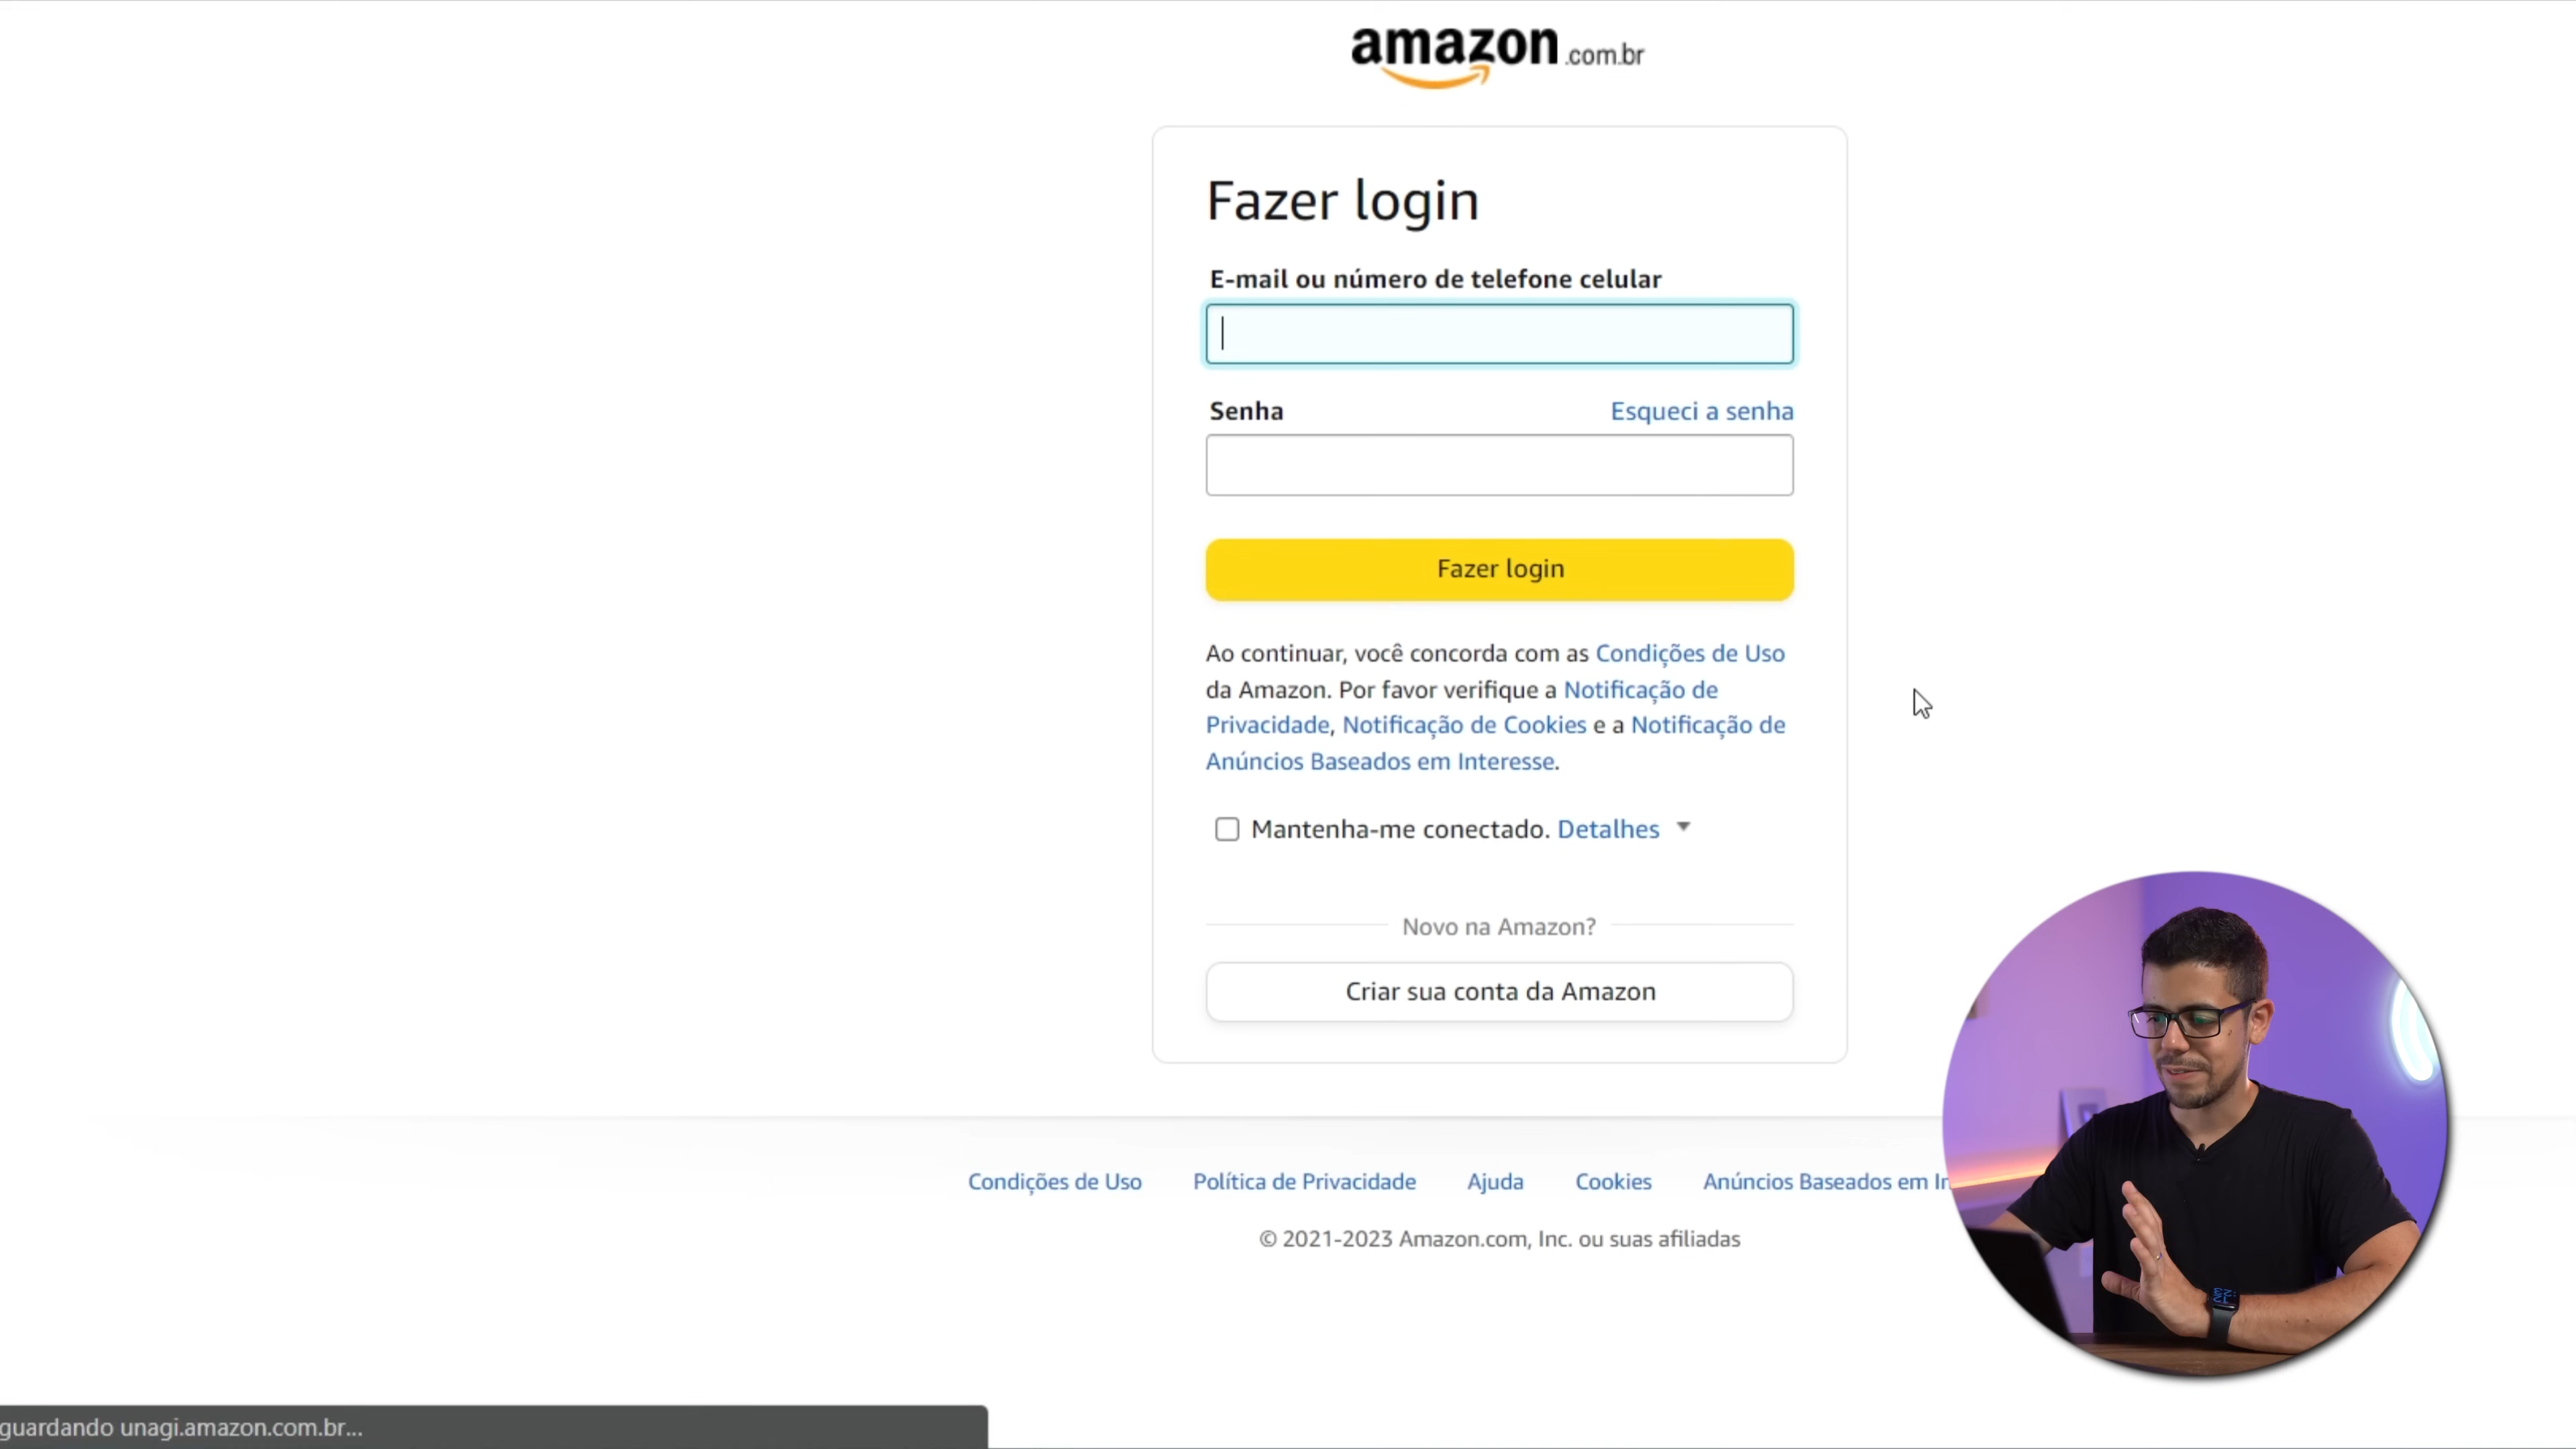 amazon.com.br
Fazer login
E-mail ou número de telefone celular
Senha
Esqueci a senha
Fazer login
Ao continuar, você concorda com as Condições de Uso
da Amazon. Por favor verifique a Notificação de
Privacidade, Notificação de Cookies e a Notificação de
Anúncios Baseados em Interesse.
Mantenha-me conectado. Detalhes
Novo na Amazon?
Criar sua conta da Amazon
Condições de Uso
Política de Privacidade
Ajuda
Cookies
Anúncios Baseados em In
© 2021-2023 Amazon.com, Inc. ou suas afiliadas
guardando unagi.amazon.com.br...